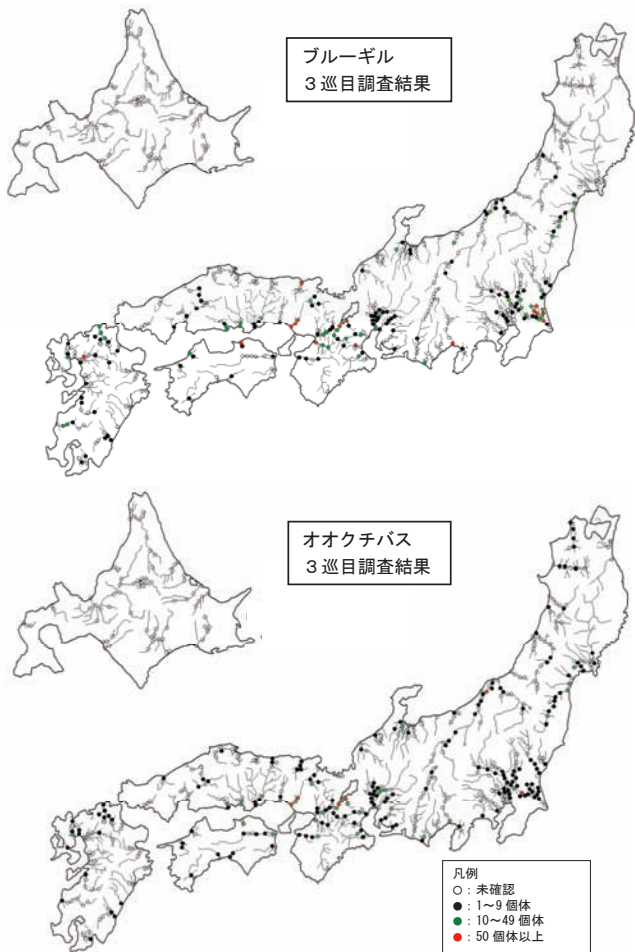 ブルーギル
３巡目調査結果
オオクチバス
３巡目調査結果
凡例
○：未確認
●：1～9 個体
●：10～49 個体
●：50 個体以上